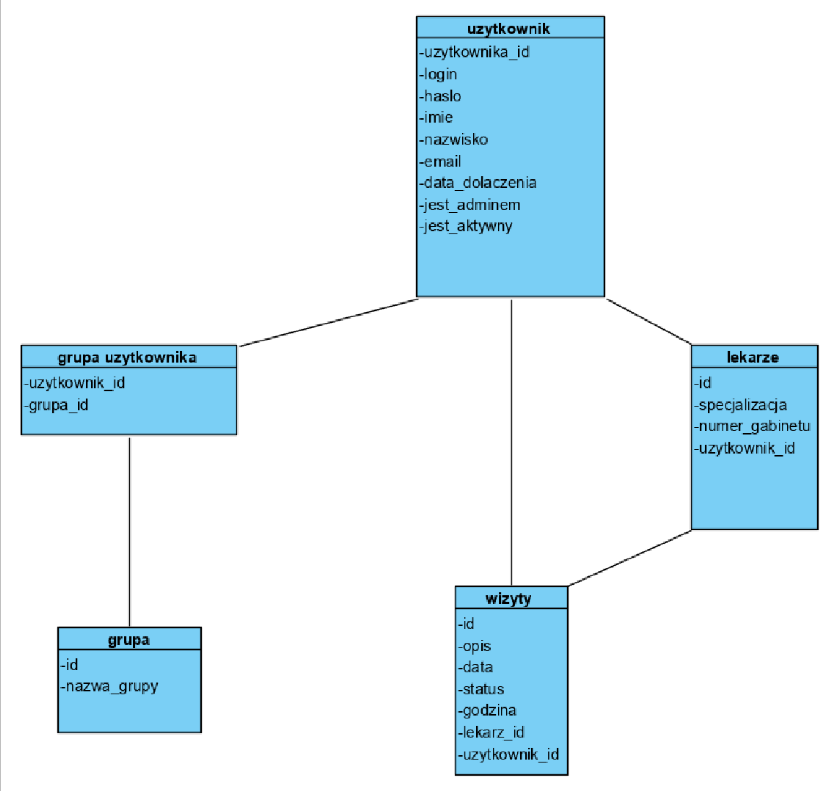 uzytkownik
-uzytkownika_id
-login
-haslo
-imie
-nazwisko
-email
-data_dolaczenia
-jest_adminem
-jest_aktywny
grupa uzytkownika
-uzytkownik_id
-grupa_id
lekarze
-id
-specjalizacja
-numer_gabinetu
-uzytkownik_id
grupa
-id
-nazwa_grupy
wizyty
-id
-opis
-data
-status
-godzina
-lekarz_id
-uzytkownik_id